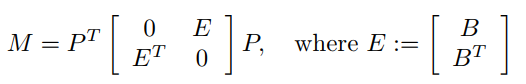 M = P^T [ 0 E ; E^T 0 ] P, where E := [ B ; B^T ]